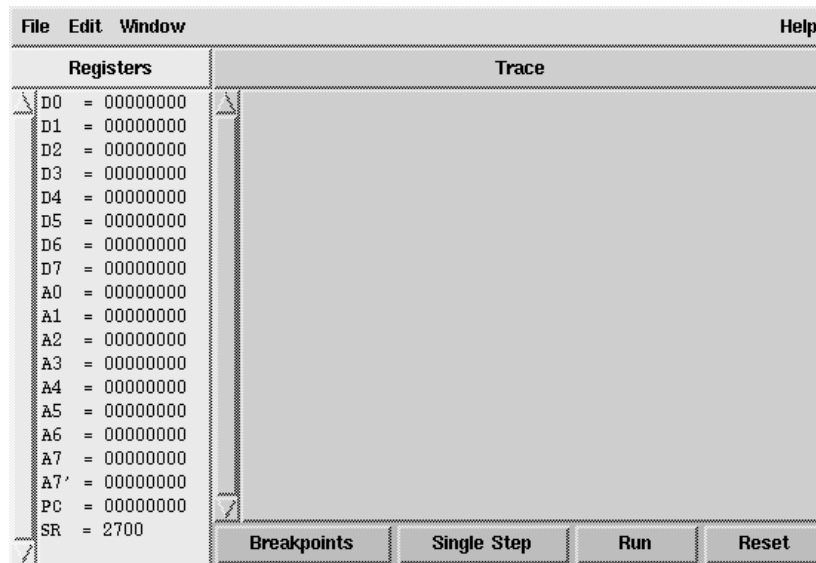 File Edit Window Help
Registers
Trace
D0 = 00000000
D1 = 00000000
D2 = 00000000
D3 = 00000000
D4 = 00000000
D5 = 00000000
D6 = 00000000
D7 = 00000000
A0 = 00000000
A1 = 00000000
A2 = 00000000
A3 = 00000000
A4 = 00000000
A5 = 00000000
A6 = 00000000
A7 = 00000000
A7' = 00000000
PC = 00000000
SR = 2700
Breakpoints Single Step Run Reset